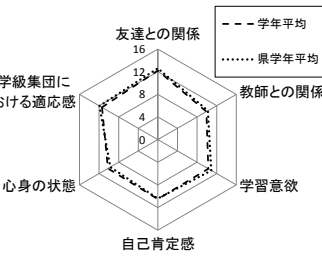 友達との関係
学年平均
県学年平均
16
12
8
4
0
学級集団に
おける適応感
教師との関係
心身の状態
学習意欲
自己肯定感